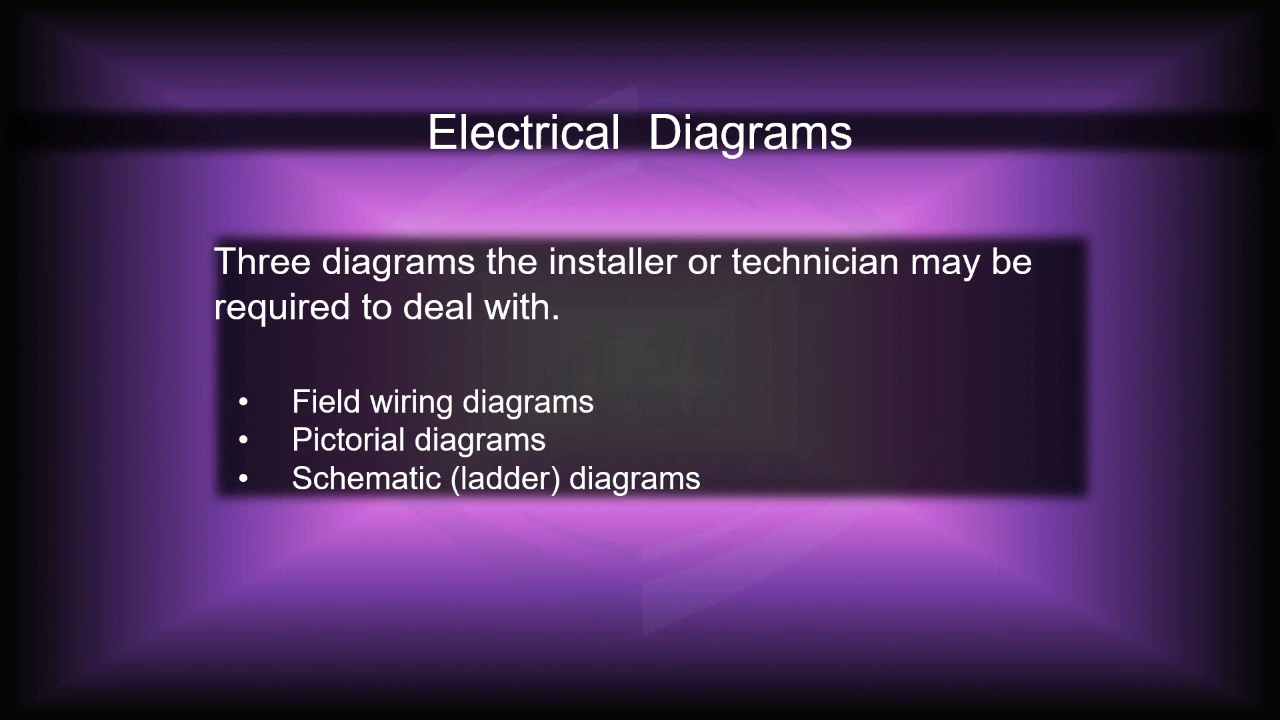 Electrical  Diagrams
Three diagrams the installer or technician may be
required to deal with.
• Field wiring diagrams
• Pictorial diagrams
• Schematic (ladder) diagrams